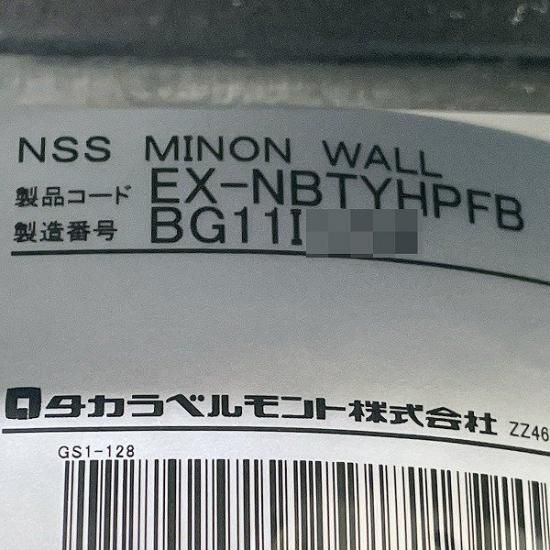 NSS MINON WALL
製品コード EX-NBTYHPFB
製造番号 BG11I
タカラベルモント株式会社 ZZ46
GS1-128